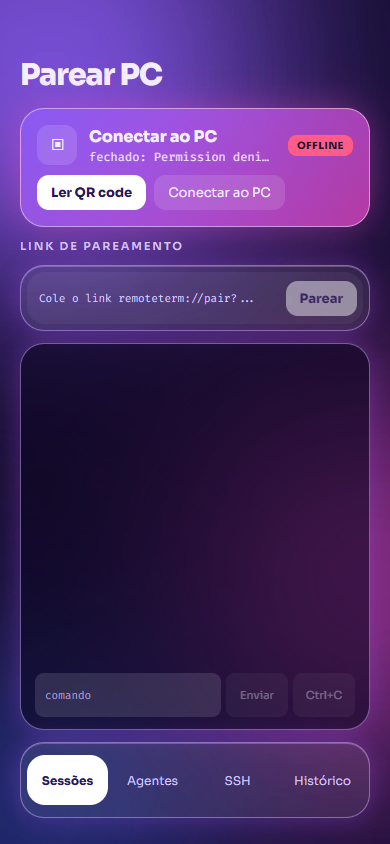 Parear PC
Conectar ao PC
fechado: Permission deni…
OFFLINE
Ler QR code
Conectar ao PC
LINK DE PAREAMENTO
Cole o link remoteterm://pair?...
Parear
comando
Enviar
Ctrl+C
Sessões
Agentes
SSH
Histórico